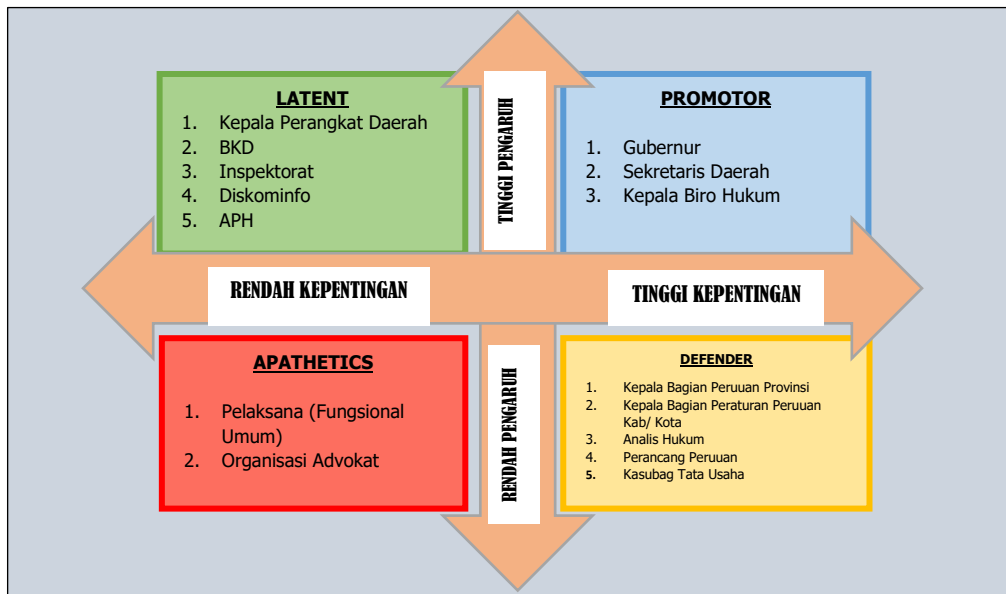 LATENT
1. Kepala Perangkat Daerah
2. BKD
3. Inspektorat
4. Diskominfo
5. APH
TINGGI PENGARUH
PROMOTOR
1. Gubernur
2. Sekretaris Daerah
3. Kepala Biro Hukum
RENDAH KEPENTINGAN
TINGGI KEPENTINGAN
APATHETICS
1. Pelaksana (Fungsional
Umum)
2. Organisasi Advokat
RENDAH PENGARUH
DEFENDER
1. Kepala Bagian Peruuan Provinsi
2. Kepala Bagian Peraturan Peruuan
Kab/ Kota
3. Analis Hukum
4. Perancang Peruuan
5. Kasubag Tata Usaha